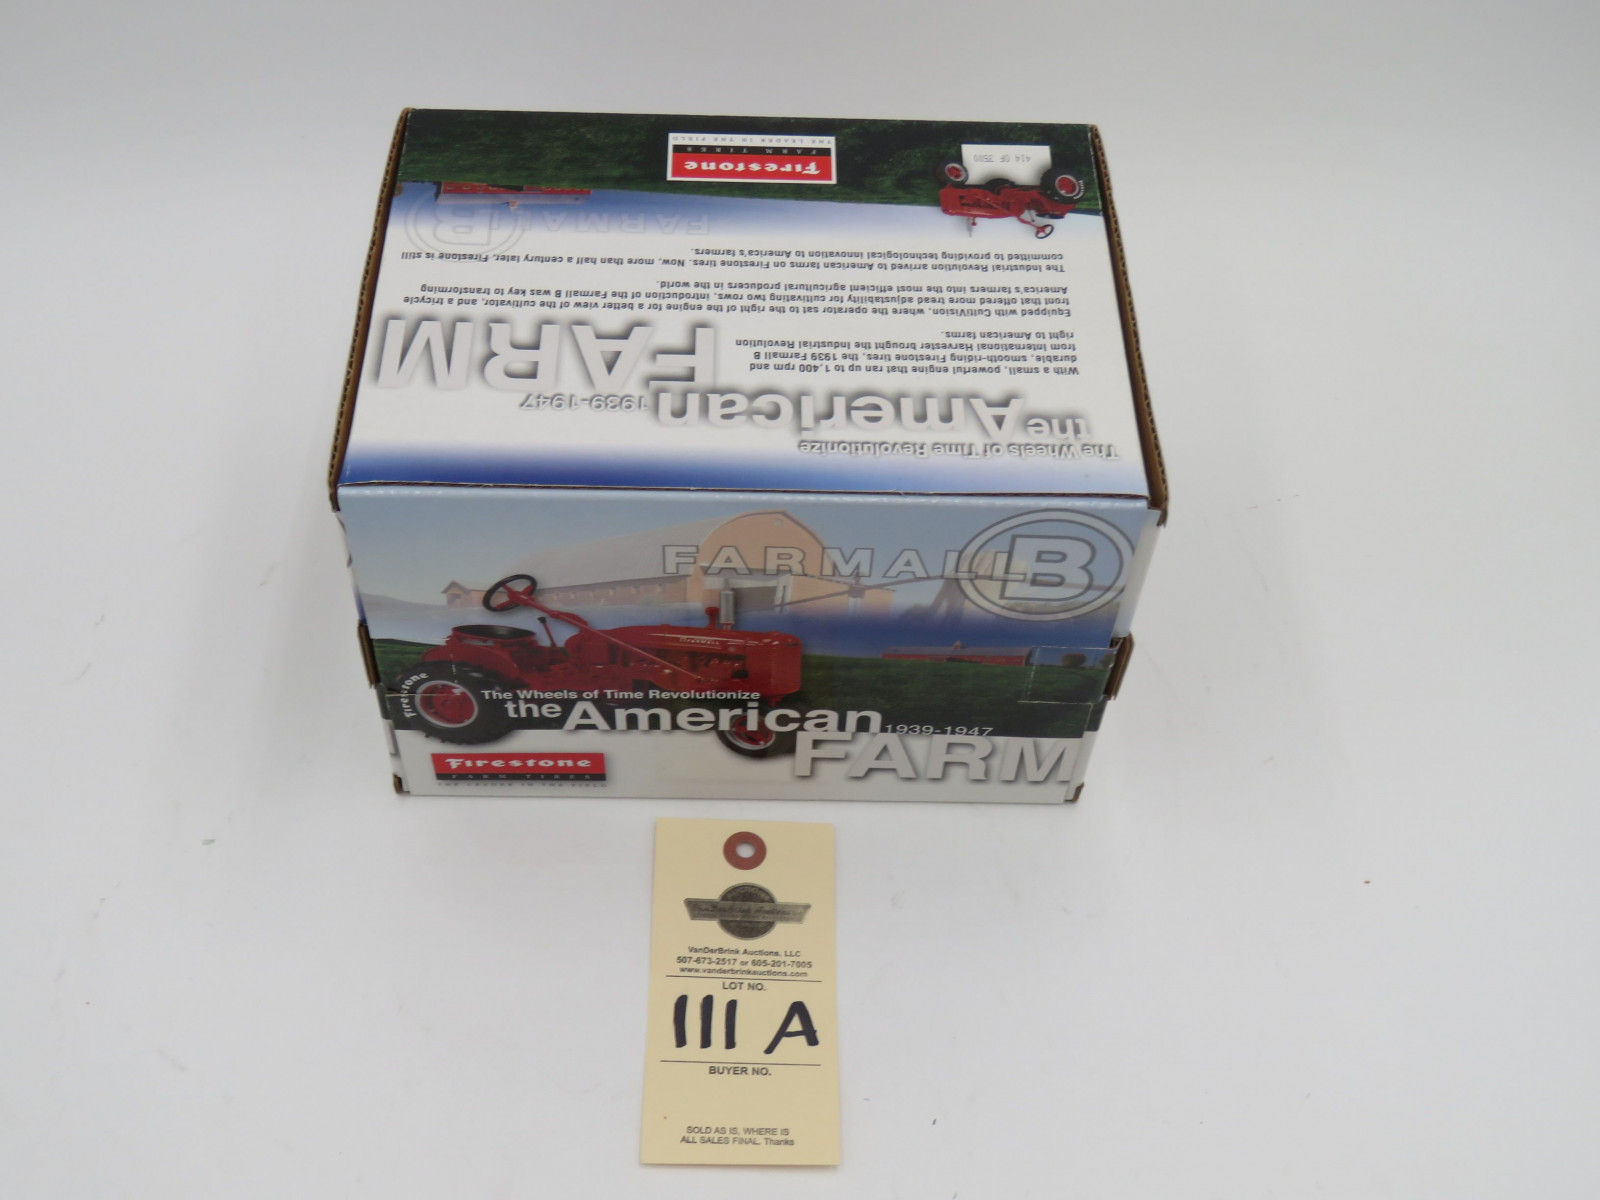 The Wheels of Time Revolutionize
the American
1939-1947
FARM
With a small, powerful engine that ran up to 1,400 rpm and
durable, smooth-riding Firestone tires, the 1939 Farmall B
from International Harvester brought the Industrial Revolution
right to American farms.
Equipped with CultiVision, where the operator sat to the right of the engine for a better view of the cultivator, and a tricycle
front that offered more read adjustability for cultivating two rows, introduction of the Farmall B was key to transforming
America's farmers into the most efficient agricultural producers in the world.
The Industrial Revolution arrived to American farms on Firestone tires. Now, more than half a century later, Firestone is still
committed to providing technological innovation to America's farmers.
FARMALL B
414 OF 3500
Firestone
FARM TIRES
THE LEADER IN THE FIELD
FARMALL B
Firestone
The Wheels of Time Revolutionize
the American
1939-1947
FARM
Firestone
FARM TIRES
THE LEADER IN THE FIELD
VanDerBrink Auctions, LLC
507-673-2517 or 605-201-7005
www.vanderbrinkauctions.com
LOT NO.
111 A
BUYER NO.
SOLD AS IS, WHERE IS
ALL SALES FINAL. Thanks